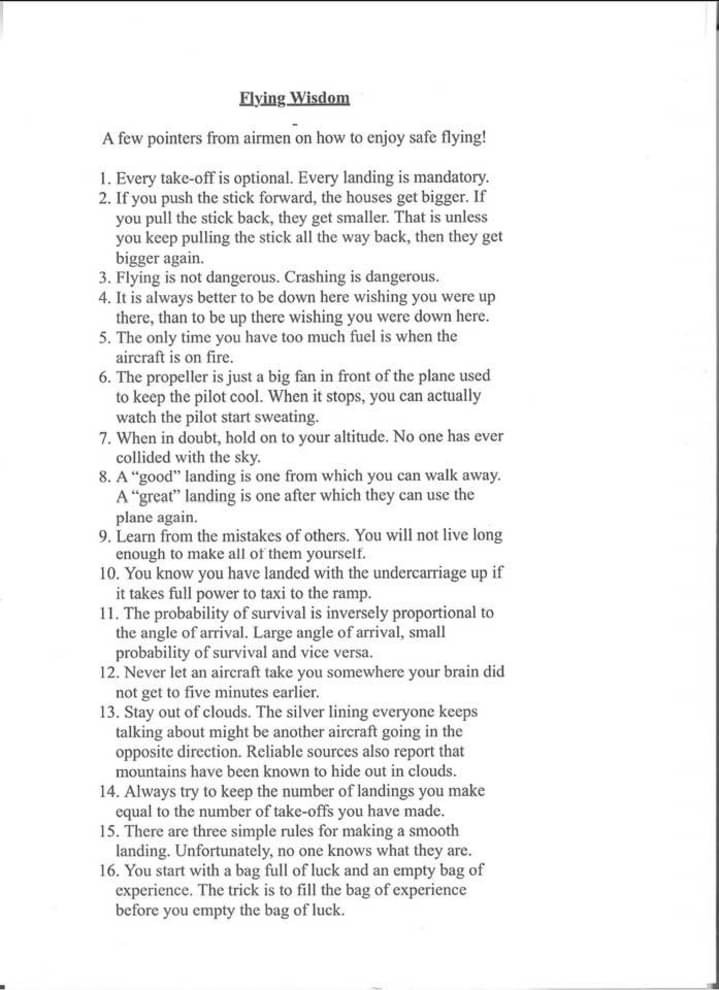 Flying Wisdom
A few pointers from airmen on how to enjoy safe flying!
1. Every take-off is optional. Every landing is mandatory.
2. If you push the stick forward, the houses get bigger. If
you pull the stick back, they get smaller. That is unless
you keep pulling the stick all the way back, then they get
bigger again.
3. Flying is not dangerous. Crashing is dangerous.
4. It is always better to be down here wishing you were up
there, than to be up there wishing you were down here.
5. The only time you have too much fuel is when the
aircraft is on fire.
6. The propeller is just a big fan in front of the plane used
to keep the pilot cool. When it stops, you can actually
watch the pilot start sweating.
7. When in doubt, hold on to your altitude. No one has ever
collided with the sky.
8. A “good” landing is one from which you can walk away.
A “great” landing is one after which they can use the
plane again.
9. Learn from the mistakes of others. You will not live long
enough to make all of them yourself.
10. You know you have landed with the undercarriage up if
it takes full power to taxi to the ramp.
11. The probability of survival is inversely proportional to
the angle of arrival. Large angle of arrival, small
probability of survival and vice versa.
12. Never let an aircraft take you somewhere your brain did
not get to five minutes earlier.
13. Stay out of clouds. The silver lining everyone keeps
talking about might be another aircraft going in the
opposite direction. Reliable sources also report that
mountains have been known to hide out in clouds.
14. Always try to keep the number of landings you make
equal to the number of take-offs you have made.
15. There are three simple rules for making a smooth
landing. Unfortunately, no one knows what they are.
16. You start with a bag full of luck and an empty bag of
experience. The trick is to fill the bag of experience
before you empty the bag of luck.